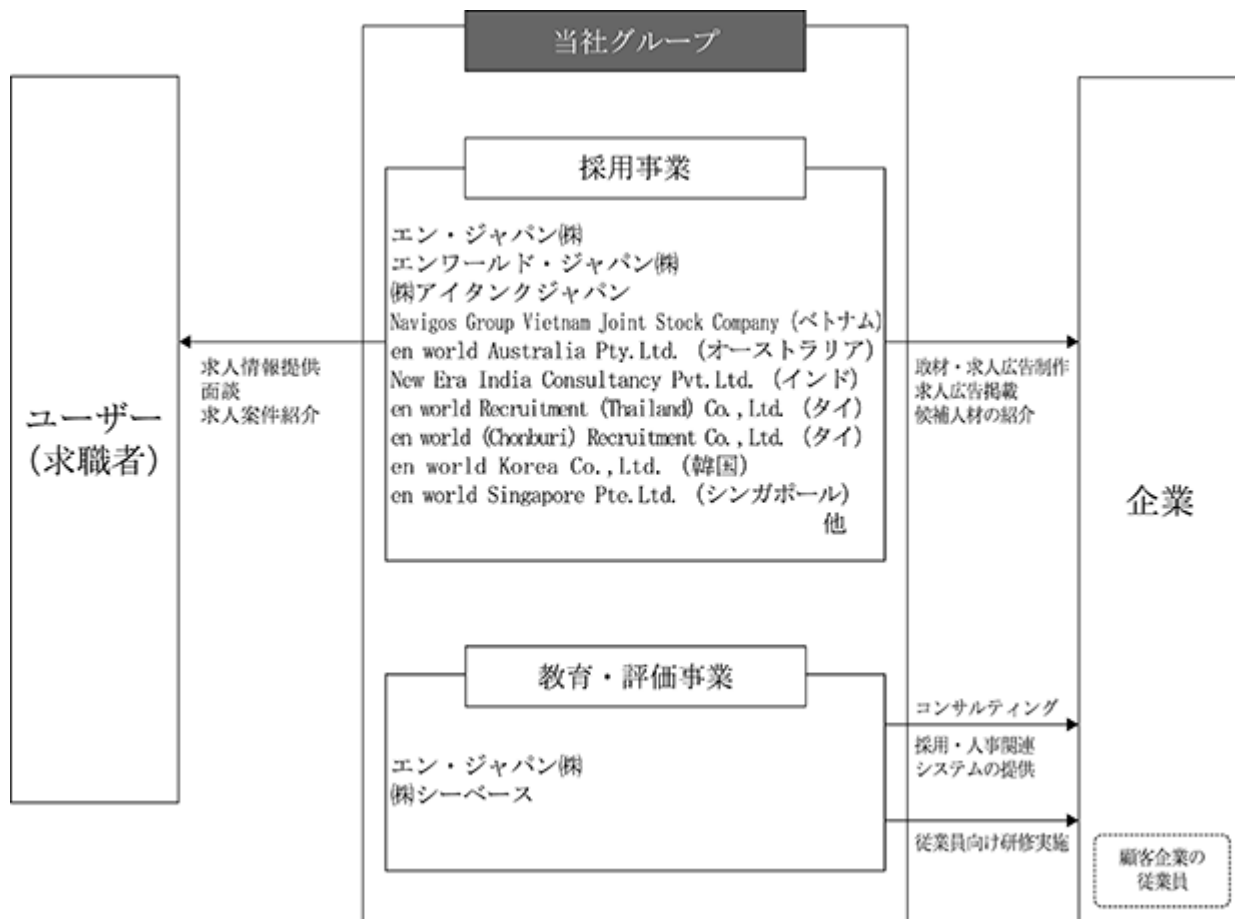 当社グループ
ユーザー
（求職者）
求人情報提供
面談
求人案件紹介
採用事業
エン・ジャパン㈱
エンワールド・ジャパン㈱
㈱アイタンクジャパン
Navigos Group Vietnam Joint Stock Company (ベトナム)
en world Australia Pty.Ltd. (オーストラリア)
New Era India Consultancy Pvt.Ltd. (インド)
en world Recruitment (Thailand) Co.,Ltd. (タイ)
en world (Chonburi) Recruitment Co.,Ltd. (タイ)
en world Korea Co.,Ltd. (韓国)
en world Singapore Pte.Ltd. (シンガポール)
他
取材・求人広告制作
求人広告掲載
候補人材の紹介
企業
教育・評価事業
エン・ジャパン㈱
㈱シーベース
コンサルティング
採用・人事関連
システムの提供
従業員向け研修実施
顧客企業の
従業員